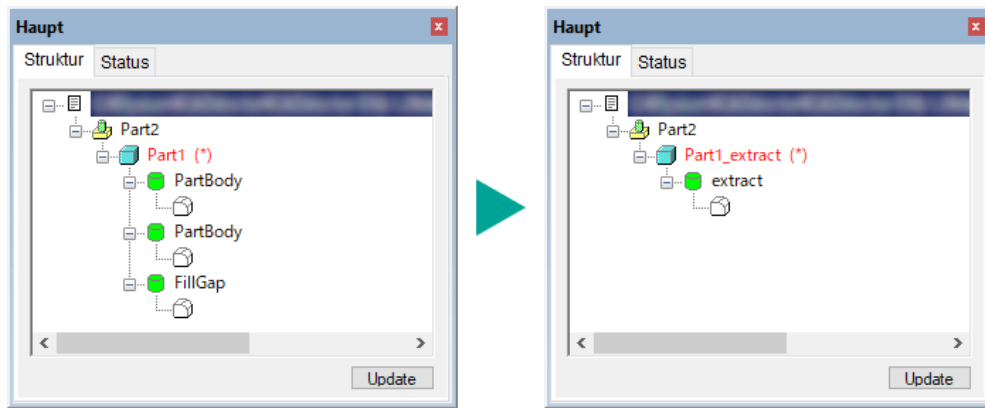 Haupt
Struktur Status
Part2
Part1 (*)
PartBody
PartBody
FillGap
Update
Haupt
Struktur Status
Part2
Part1_extract (*)
extract
Update